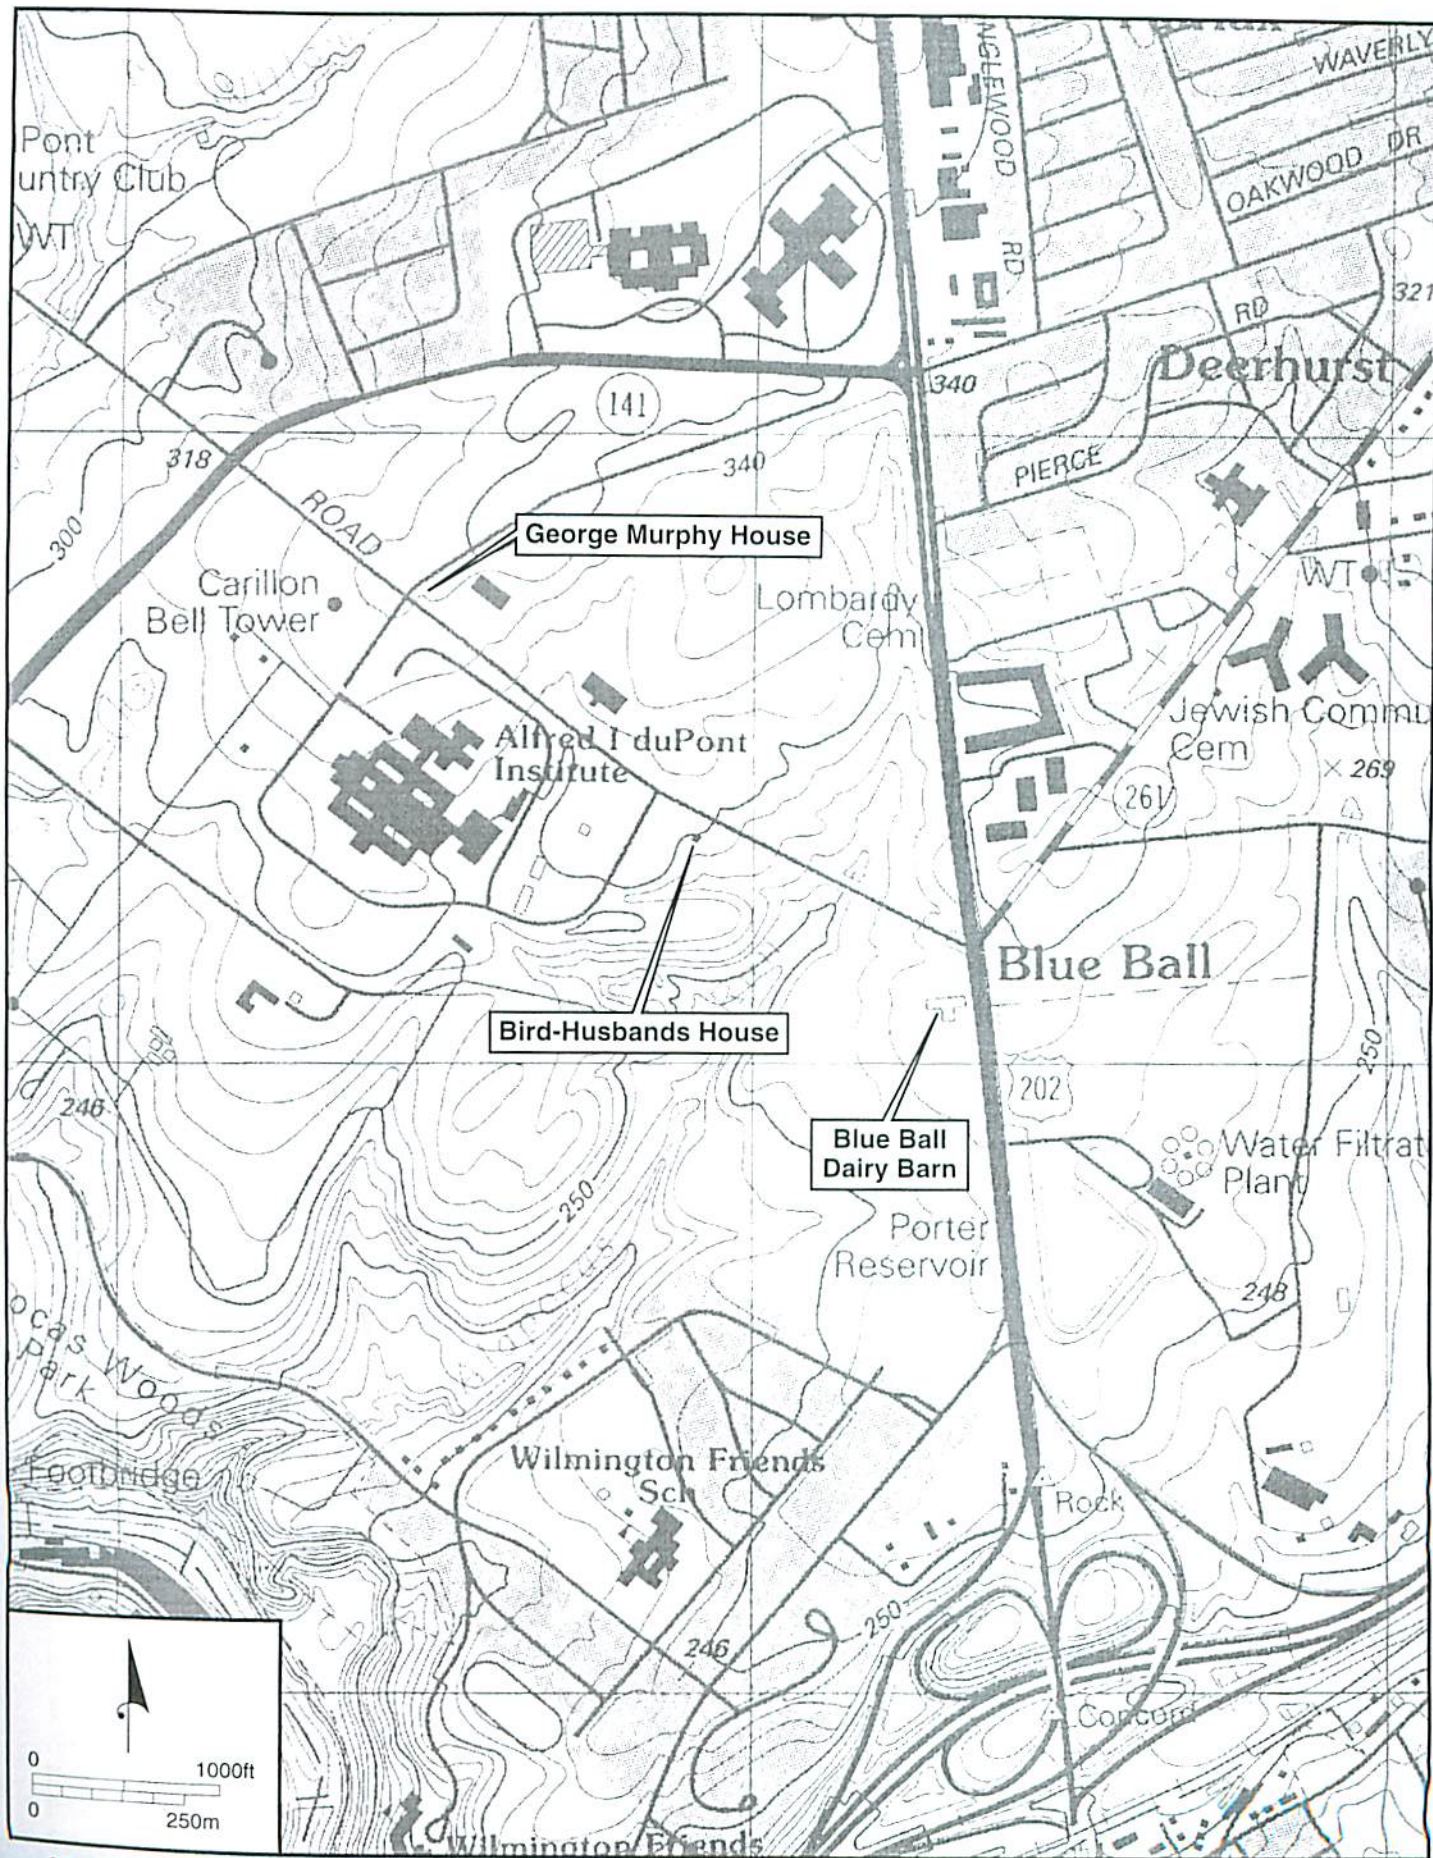 NGLEWOOD
RD
WAVERLY
OAKWOOD DR
Pont
untry Club
WT
RD
321
Deerhurst
340
141
318
340
PIERCE
300
ROAD
George Murphy House
Carillon
Bell Tower
Lombardy
Cem
WT
Alfred I duPont
Institute
Jewish Commu
Cem
269
261
Blue Ball
Bird-Husbands House
250
202
246
Blue Ball
Dairy Barn
Water Filtrat
Plant
250
Porter
Reservoir
248
ocas Woods
Park
Wilmington Friends
Sch
Footbridge
Rock
250
246
Concord
0
1000ft
0
250m
Wilmington Friends